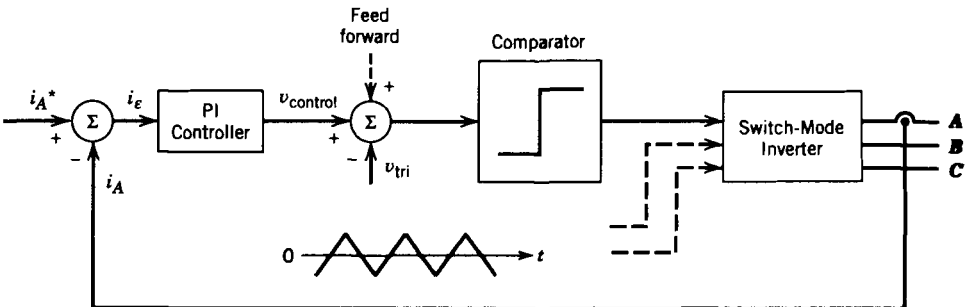 Feed
forward
Comparator
i_A*
i_ε
PI
Controller
v_control
Σ
Σ
+
+
+
−
−
i_A
v_tri
Switch-Mode
Inverter
A
B
C
0
t